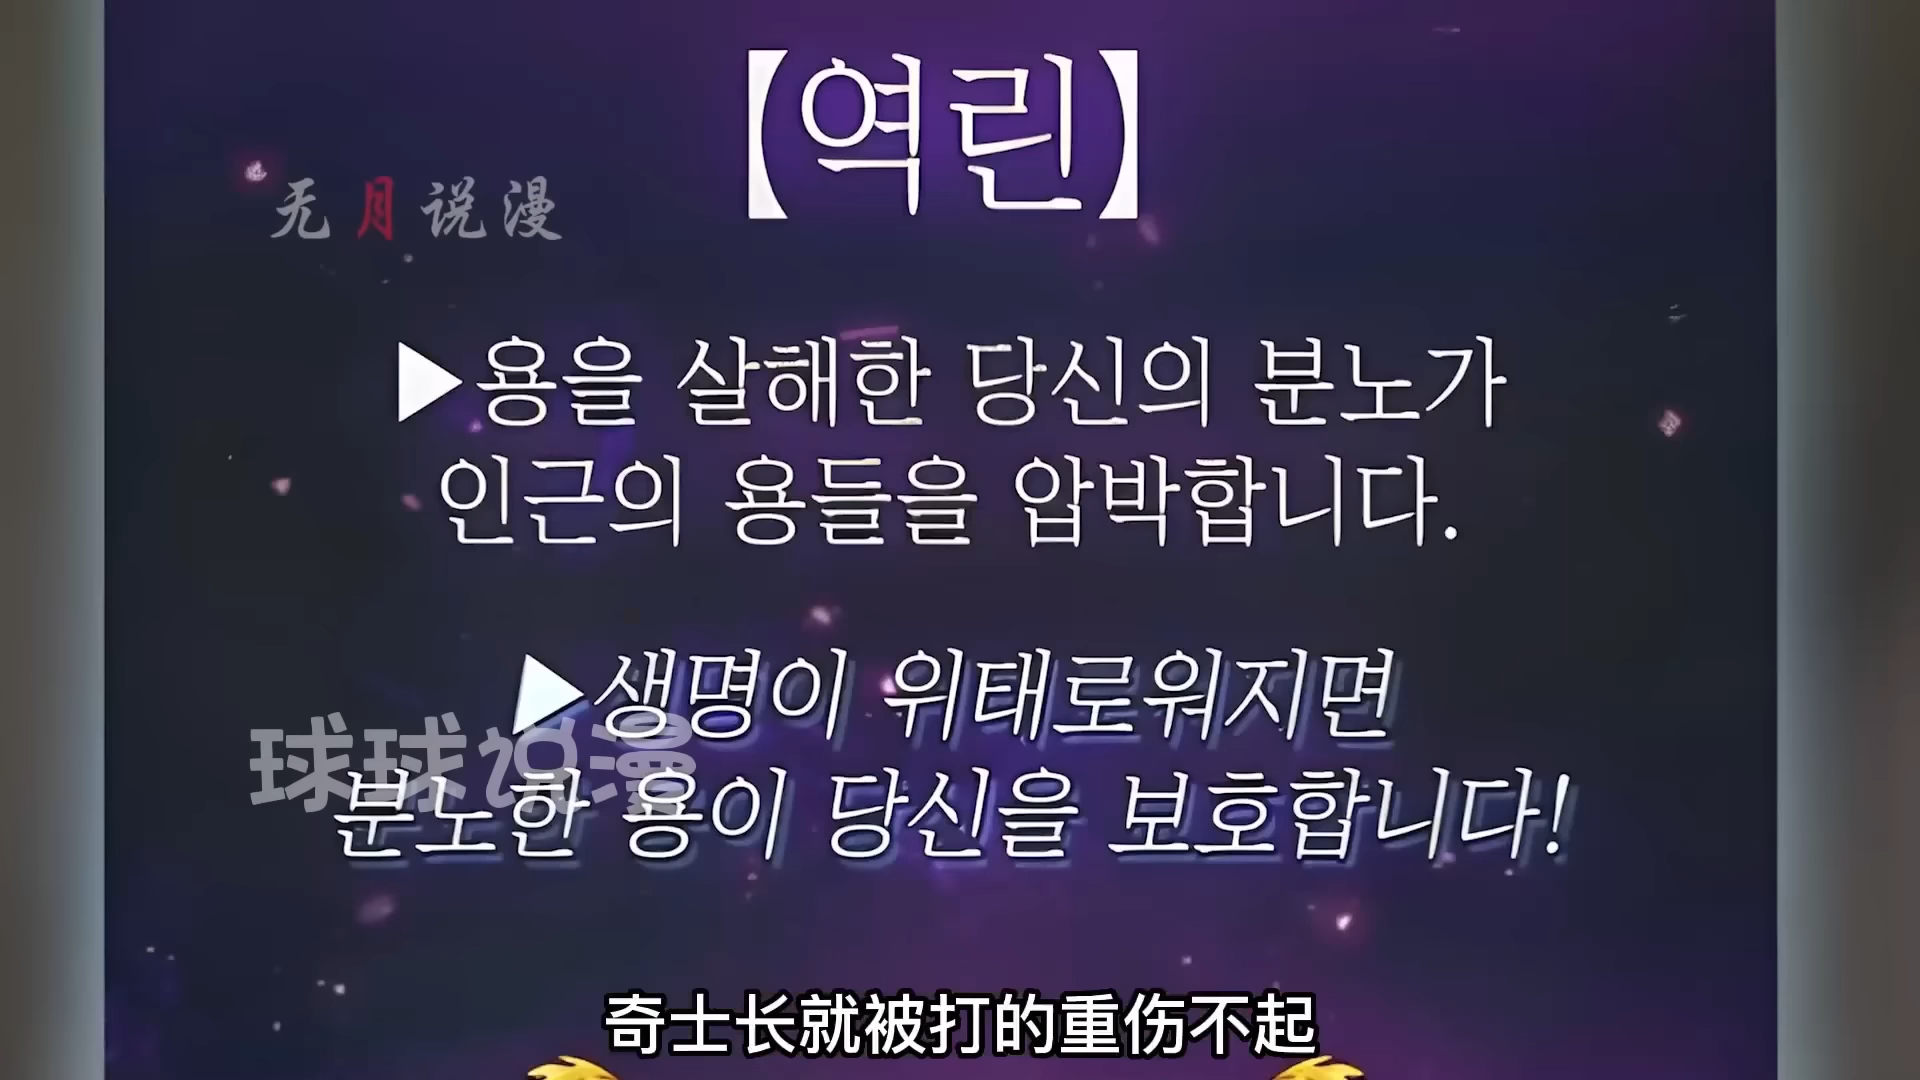 【역린】
无月说漫
▶용을 살해한 당신의 분노가
인근의 용들을 압박합니다.
▶생명이 위태로워지면
球球说漫
분노한 용이 당신을 보호합니다!
奇士长就被打的重伤不起